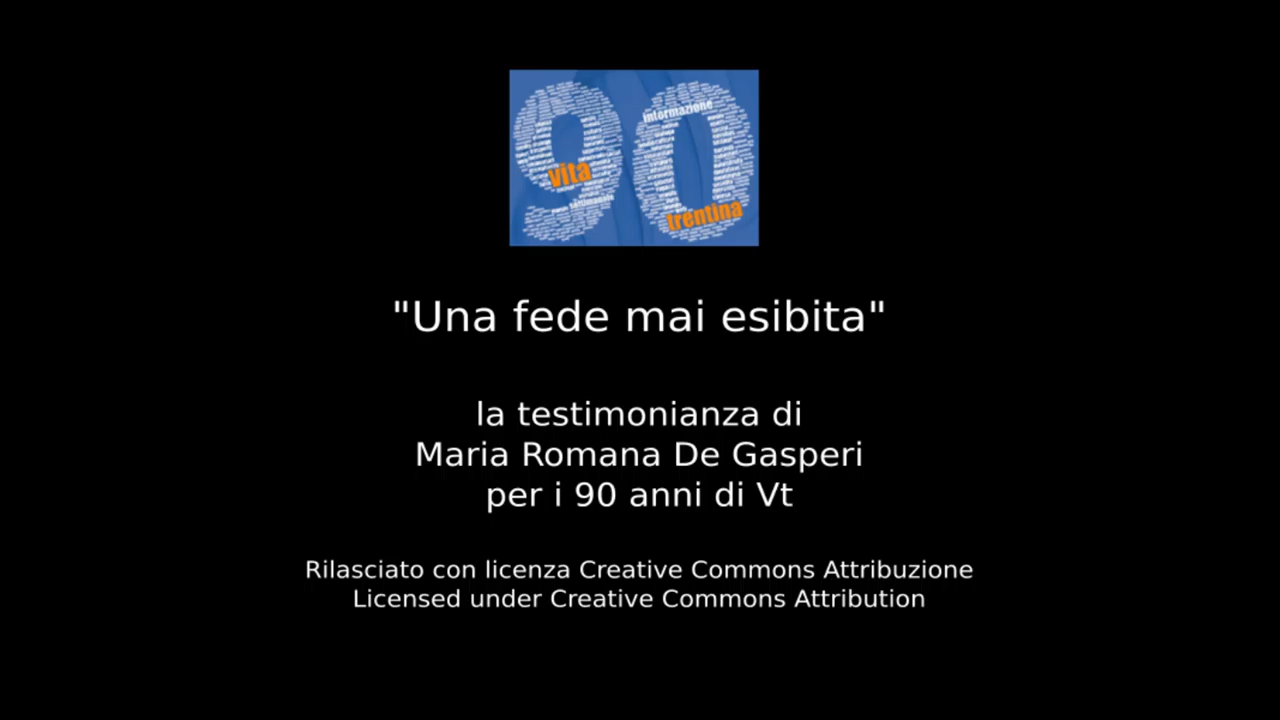 informazione
vita
settimanale
trentina
"Una fede mai esibita"
la testimonianza di
Maria Romana De Gasperi
per i 90 anni di Vt
Rilasciato con licenza Creative Commons Attribuzione
Licensed under Creative Commons Attribution